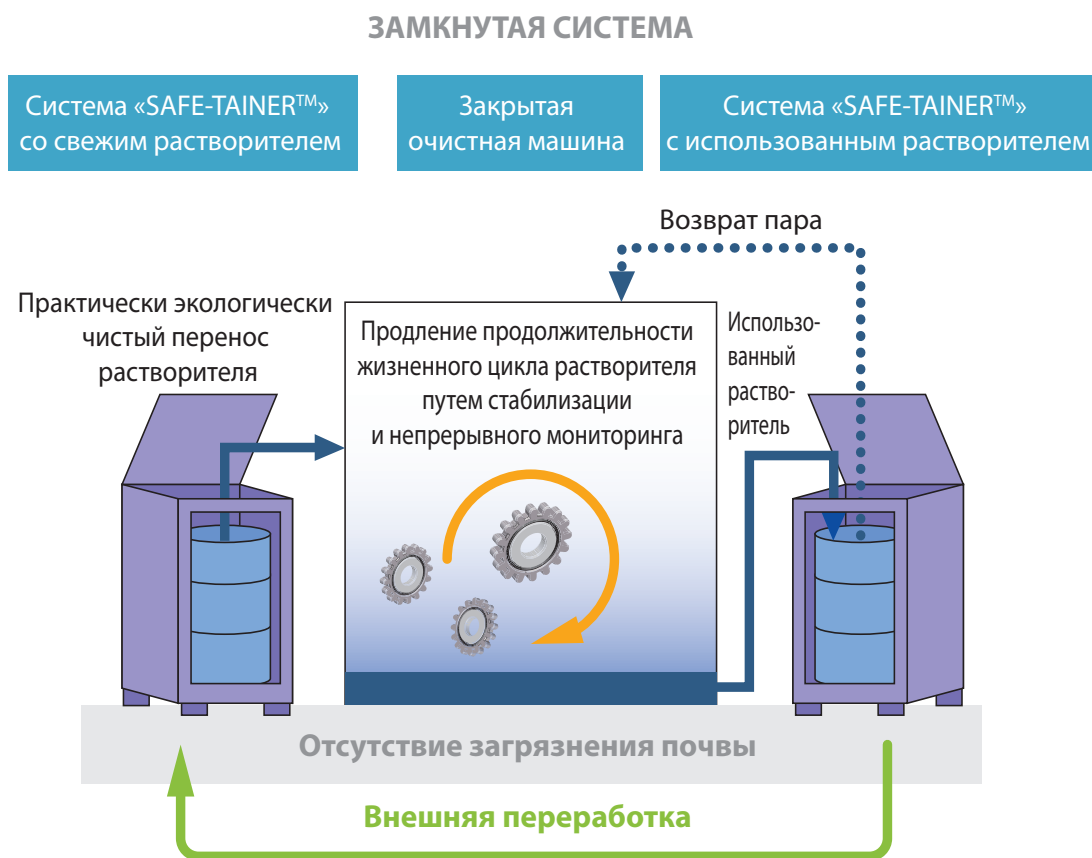 ЗАМКНУТАЯ СИСТЕМА
Система «SAFE-TAINER™»
со свежим растворителем
Закрытая
очистная машина
Система «SAFE-TAINER™»
с использованным растворителем
Возврат пара
Практически экологически
чистый перенос
растворителя
Продление продолжительности
жизненного цикла растворителя
путем стабилизации
и непрерывного мониторинга
Использо-
ванный
раство-
ритель
Отсутствие загрязнения почвы
Внешняя переработка